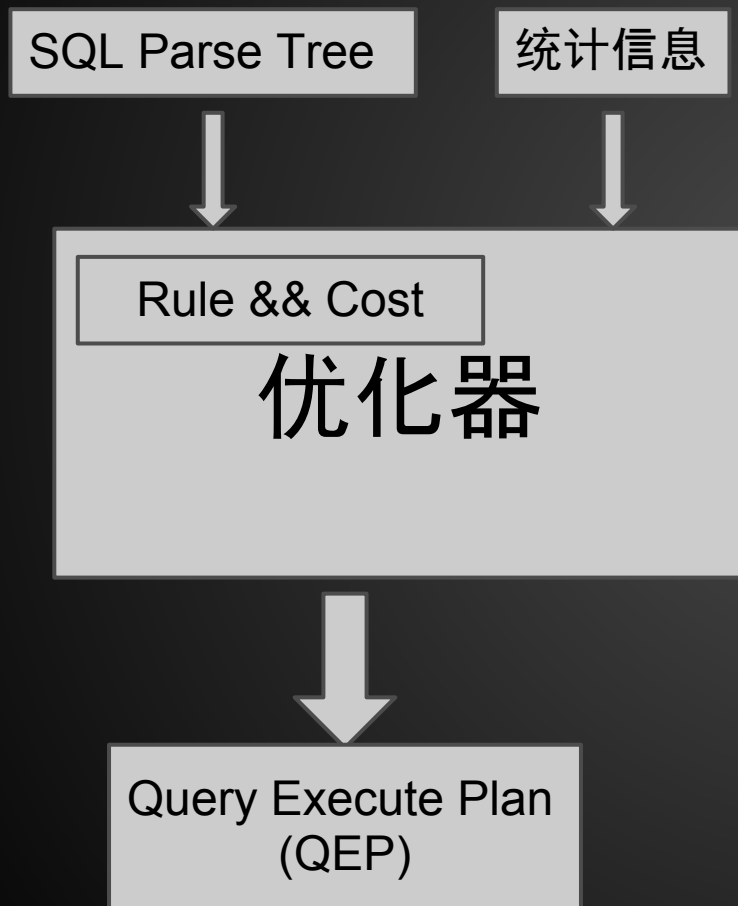 SQL Parse Tree
统计信息
Rule && Cost
优化器
Query Execute Plan
(QEP)